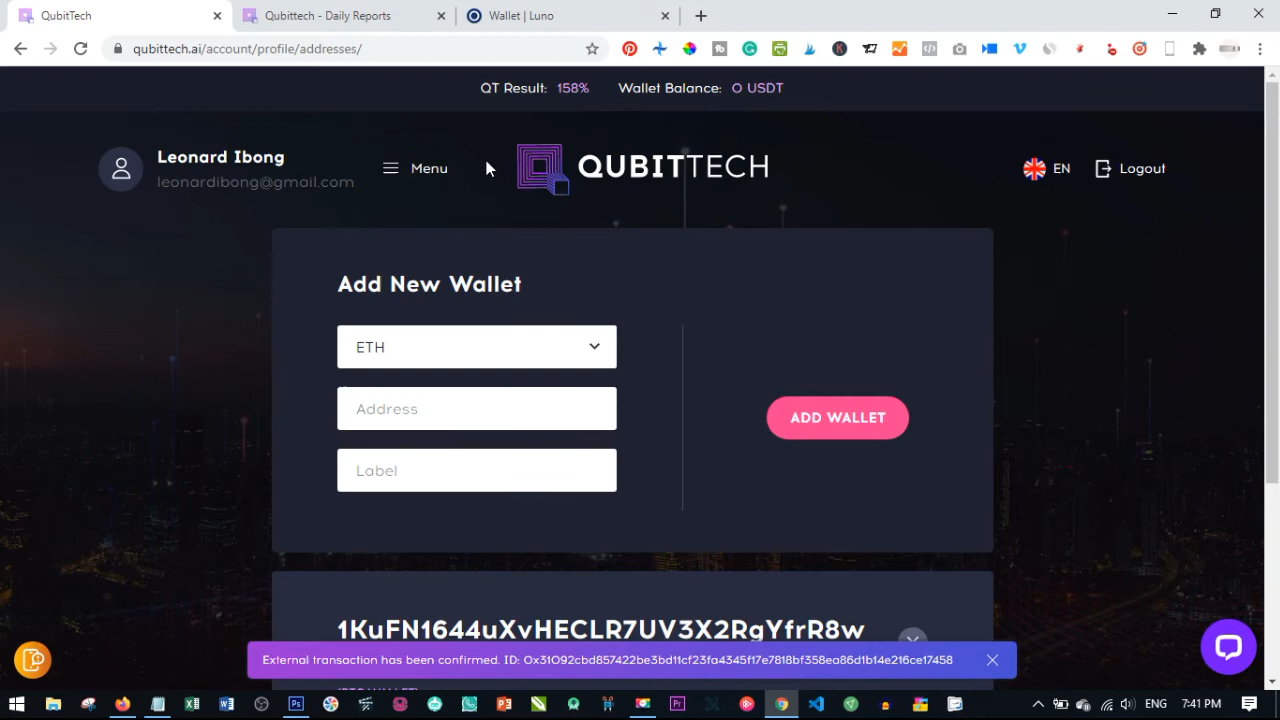 QubitTech
Qubittech - Daily Reports
Wallet | Luno
qubittech.ai/account/profile/addresses/
QT Result: 158% Wallet Balance: 0 USDT
Leonard Ibong
leonardibong@gmail.com
Menu
QUBITTECH
EN
Logout
Add New Wallet
ETH
Address
Label
ADD WALLET
1KuFN1644uXvHECLR7UV3X2RgYfrR8w
External transaction has been confirmed. ID: 0x31092cbd857422be3bd11cf23fa4345f17e7818bf358ea86d1b14e216ce17458
ENG 7:41 PM